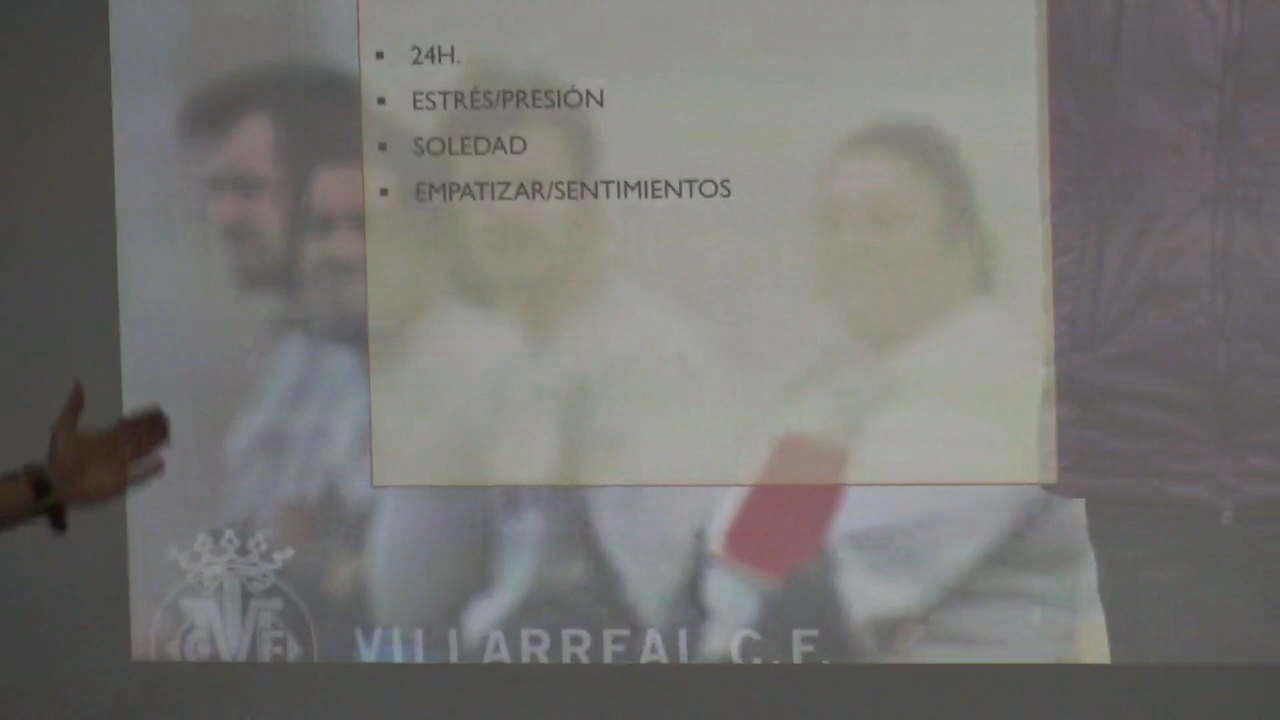 24H.
ESTRÉS/PRESIÓN
SOLEDAD
EMPATIZAR/SENTIMIENTOS
VILLARREAL C.F.